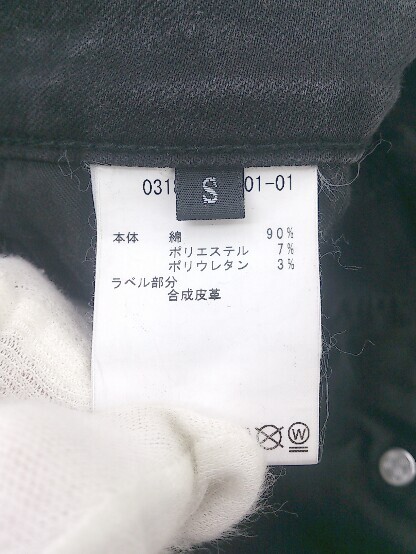 031
S
01-01
本体 綿 90%
ポリエステル 7%
ポリウレタン 3%
ラベル部分
合成皮革
W